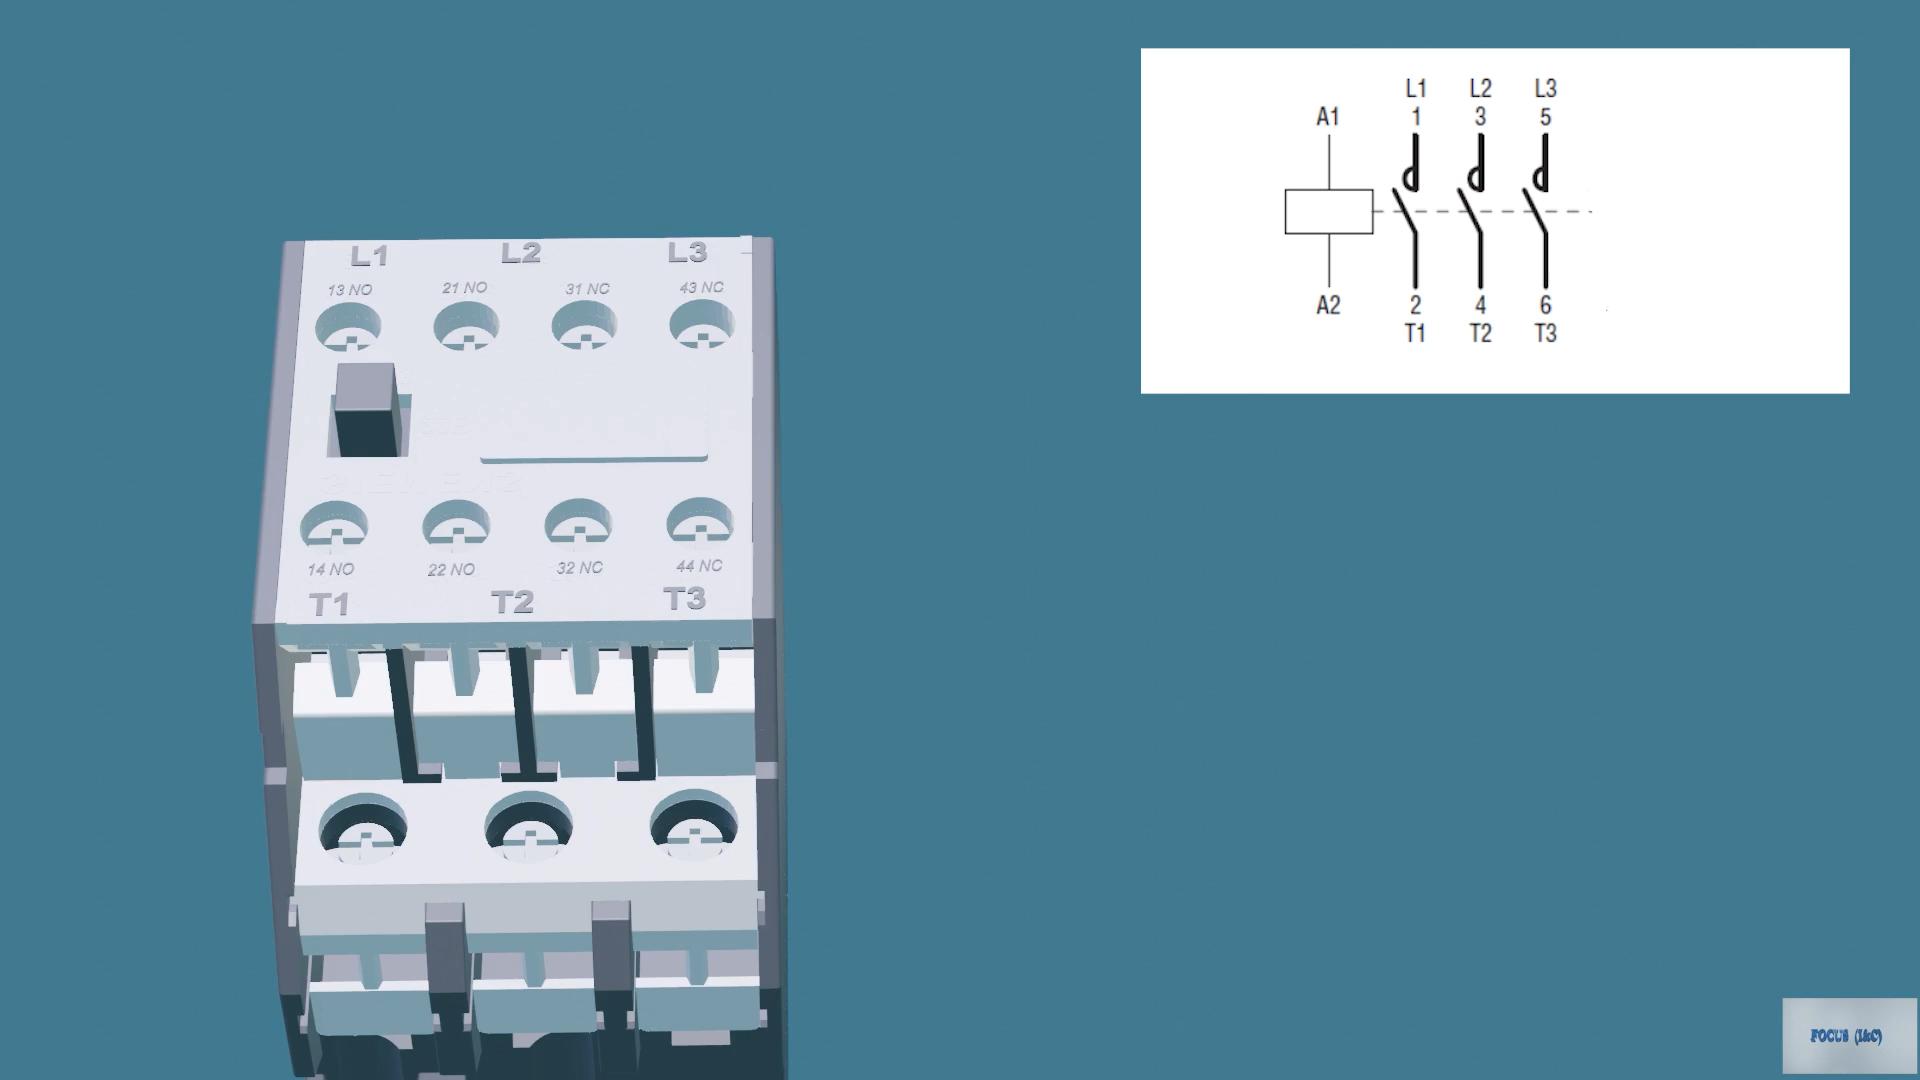 L1 L2 L3
13 NO 21 NO 31 NC 43 NC
SIEMENS
14 NO 22 NO 32 NC 44 NC
T1 T2 T3
L1 L2 L3
A1 1 3 5
A2 2 4 6
T1 T2 T3
FOCUS (I&C)